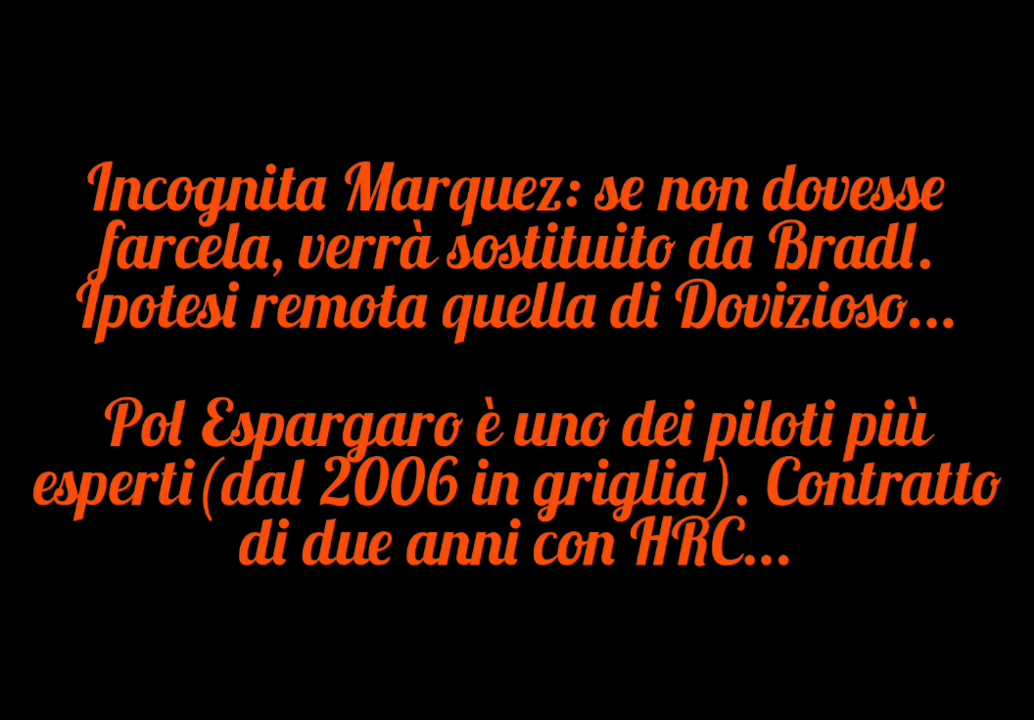 Incognita Marquez: se non dovesse
farcela, verrà sostituito da Bradl.
Ipotesi remota quella di Dovizioso...
Pol Espargaro è uno dei piloti più
esperti(dal 2006 in griglia). Contratto
di due anni con HRC...